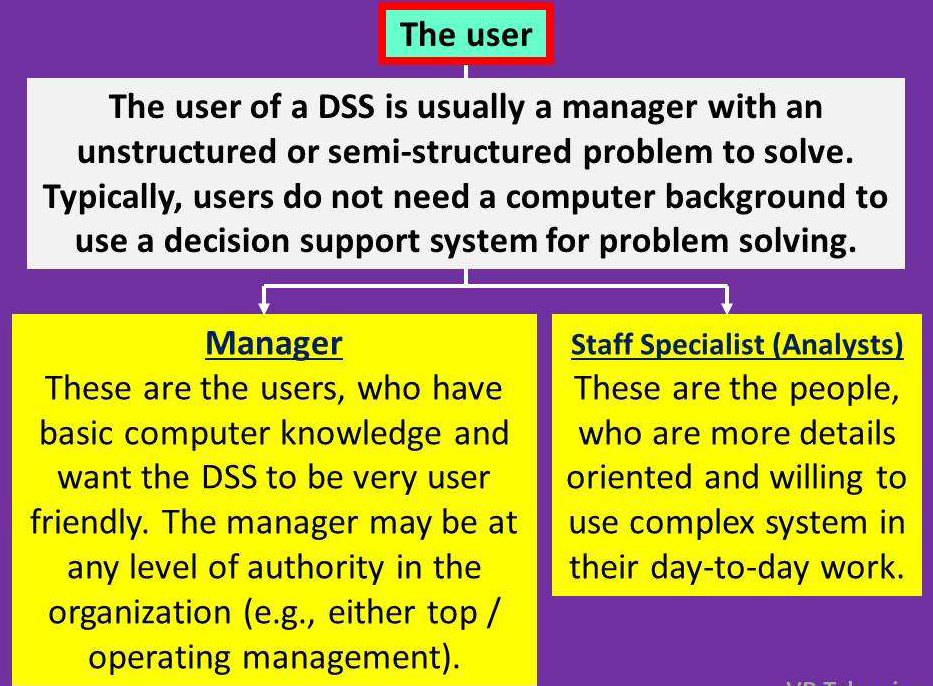 The user
The user of a DSS is usually a manager with an
unstructured or semi-structured problem to solve.
Typically, users do not need a computer background to
use a decision support system for problem solving.
Manager
These are the users, who have
basic computer knowledge and
want the DSS to be very user
friendly. The manager may be at
any level of authority in the
organization (e.g., either top /
operating management).
Staff Specialist (Analysts)
These are the people,
who are more details
oriented and willing to
use complex system in
their day-to-day work.